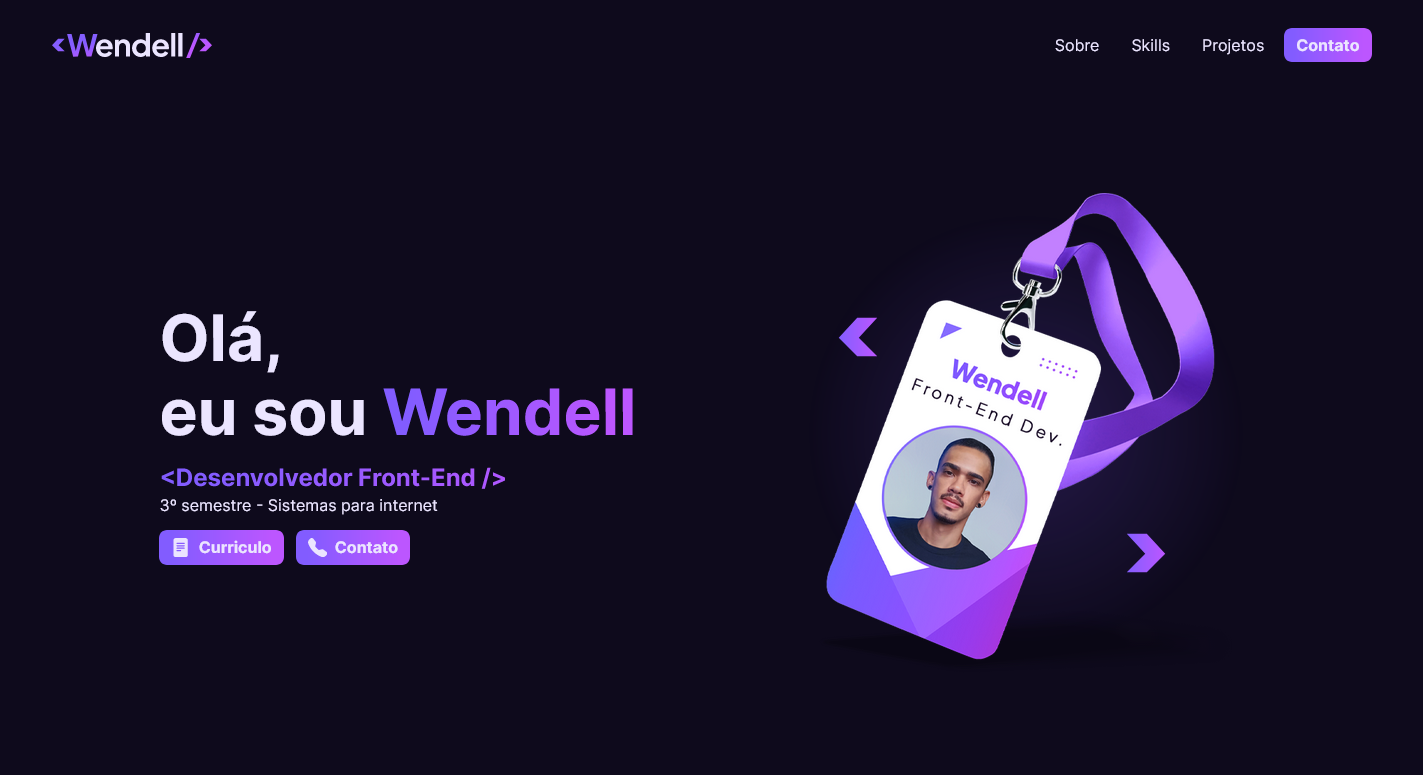 <Wendell/>
Sobre Skills Projetos Contato
Olá,
eu sou Wendell
<Desenvolvedor Front-End />
3º semestre - Sistemas para internet
Curriculo Contato
Wendell
Front-End Dev.